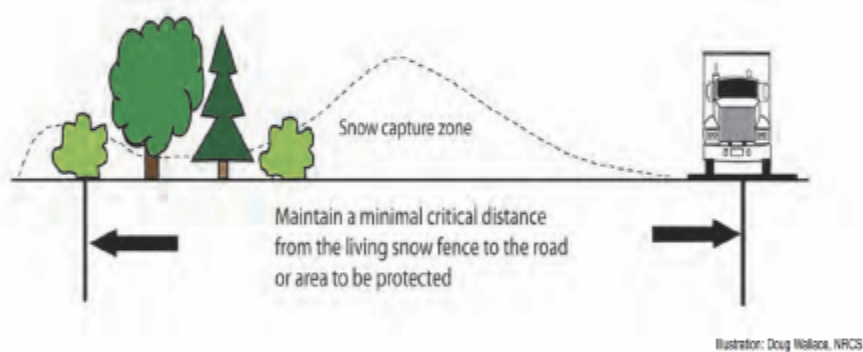 Snow capture zone
Maintain a minimal critical distance
from the living snow fence to the road
or area to be protected
Illustration: Doug Wallace, NRCS